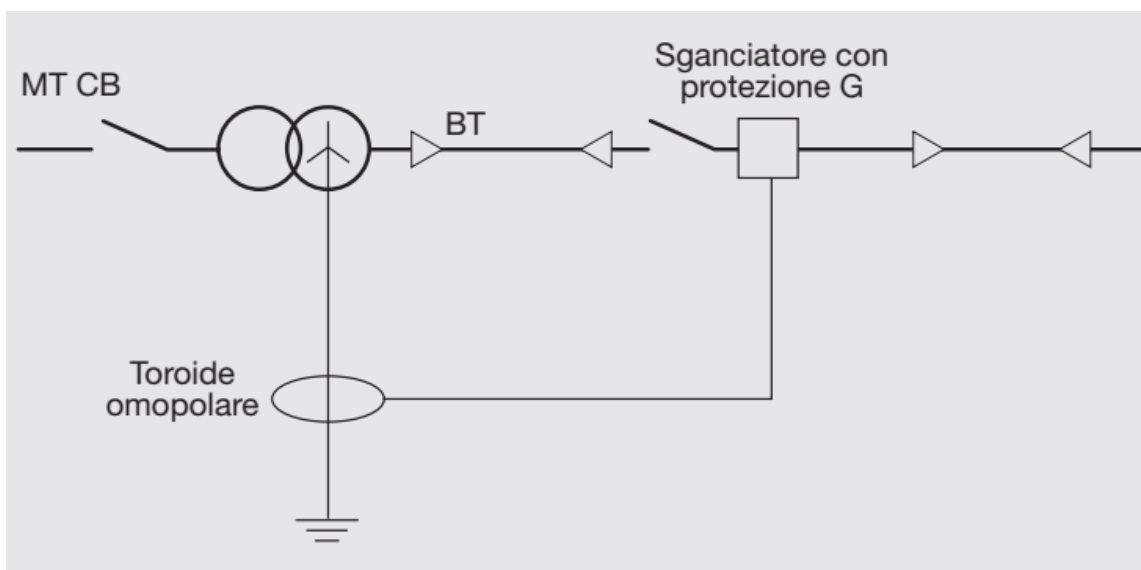 MT CB
BT
Sganciatore con
protezione G
Toroide
omopolare